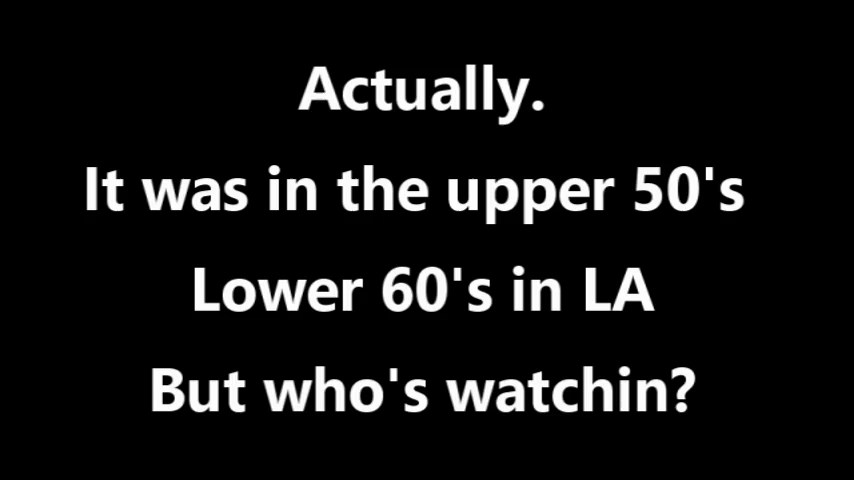 Actually.
It was in the upper 50's
Lower 60's in LA
But who's watchin?